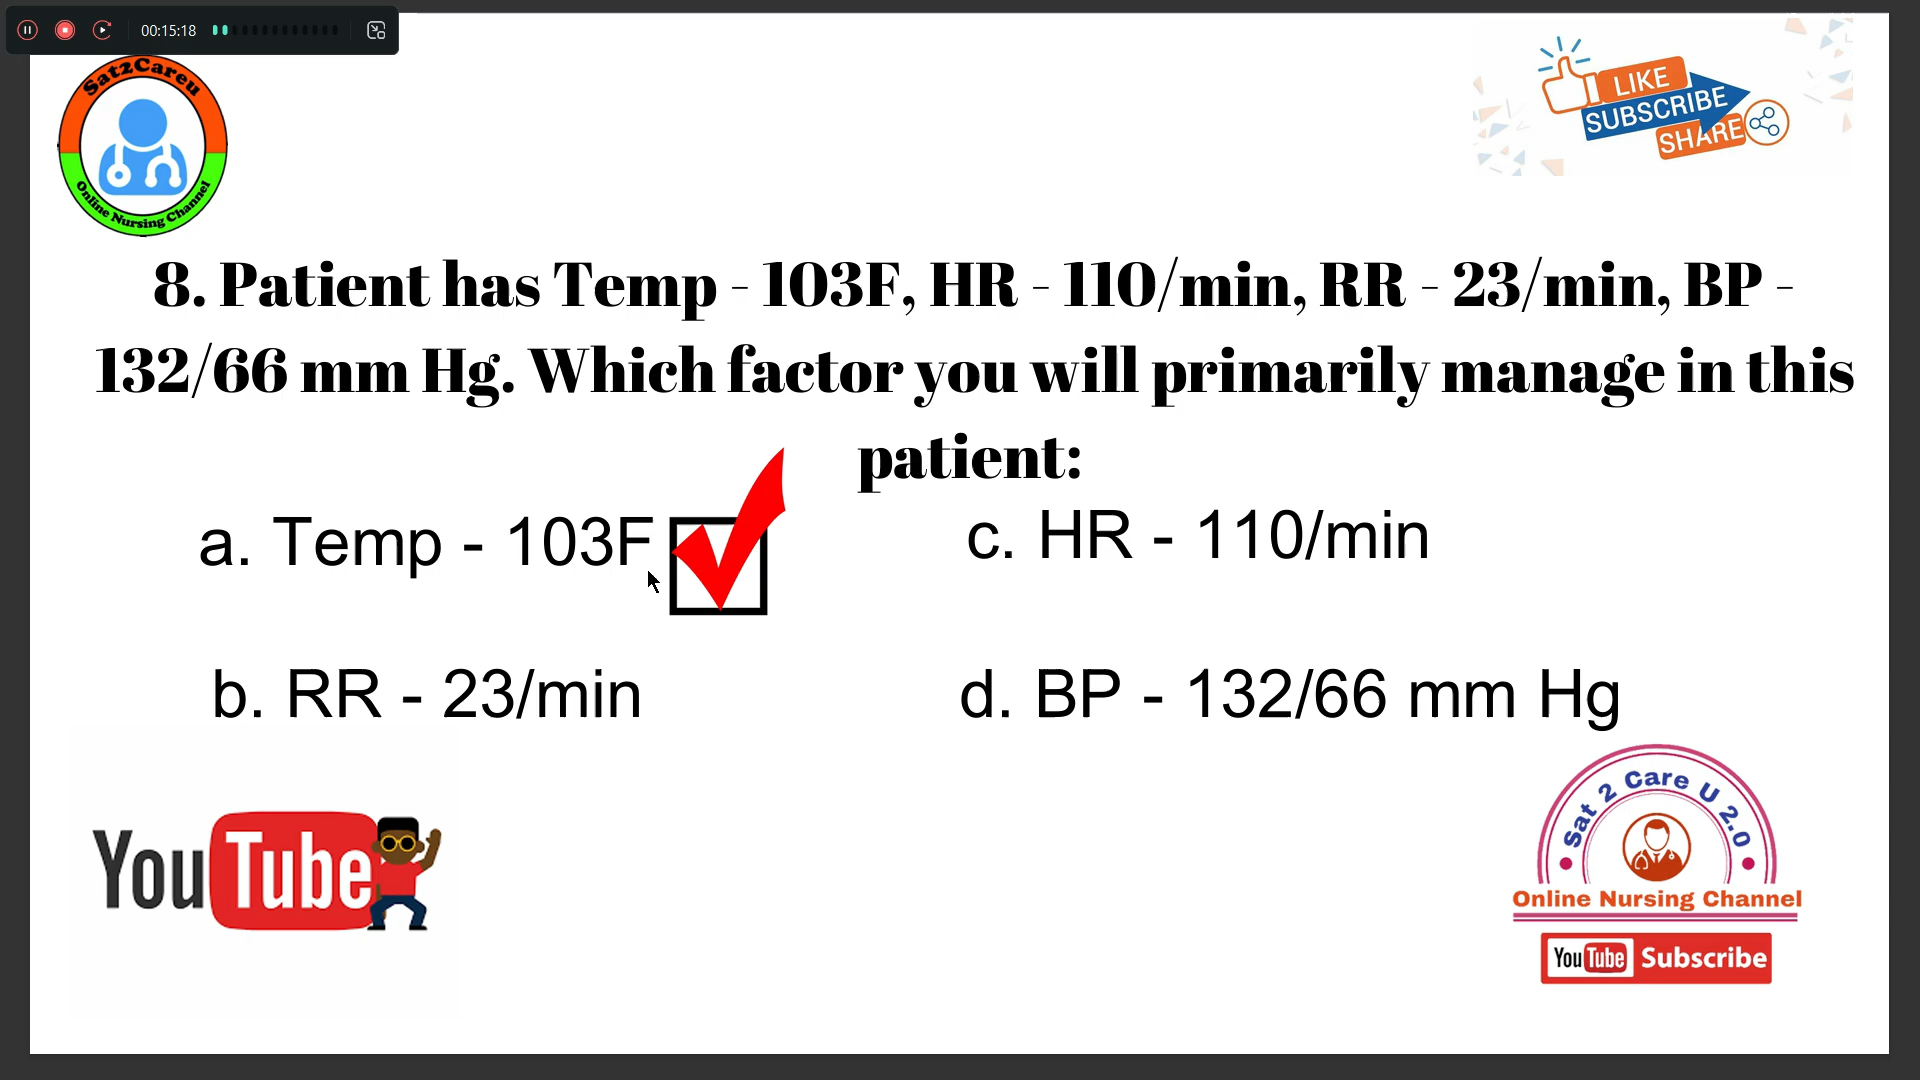 00:15:18
Sat2Careu
Online Nursing Channel
LIKE
SUBSCRIBE
SHARE
8. Patient has Temp - 103F, HR - 110/min, RR - 23/min, BP -
132/66 mm Hg. Which factor you will primarily manage in this
patient:
a. Temp - 103F
c. HR - 110/min
b. RR - 23/min
d. BP - 132/66 mm Hg
YouTube
Sat 2 Care U 2.0
Online Nursing Channel
YouTube Subscribe